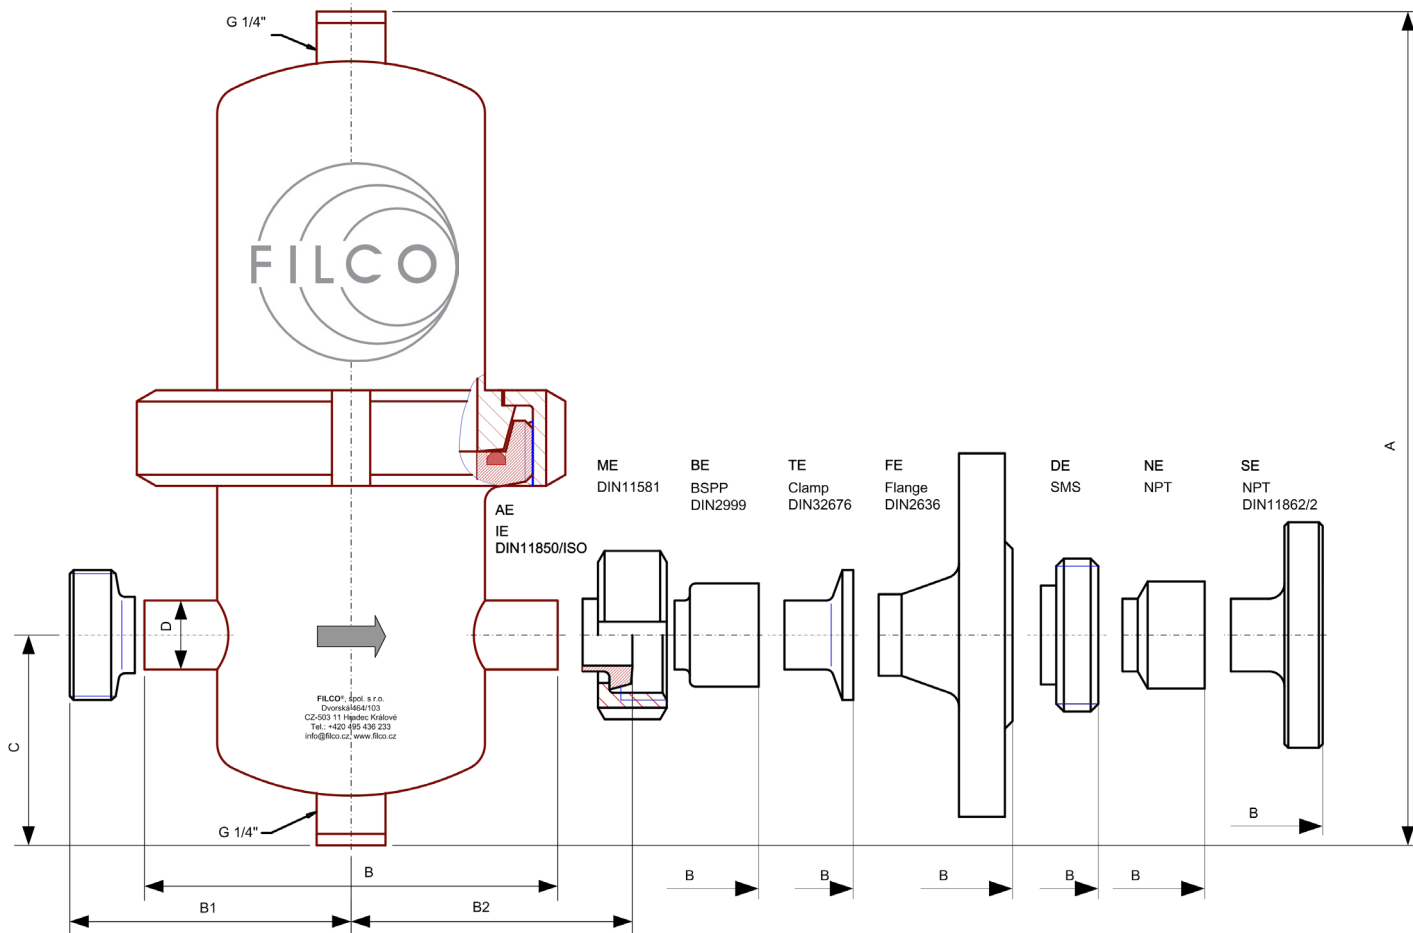 G 1/4"
A
FILCO
ME
DIN11581
BE
BSPP
DIN2999
TE
Clamp
DIN32676
FE
Flange
DIN2636
DE
SMS
NE
NPT
SE
NPT
DIN11862/2
AE
IE
DIN11850/ISO
D
FILCO®, spol. s r.o.
Dvorská 464/103
CZ-503 11 Hradec Králové
Tel.: +420 495 436 233
info@filco.cz, www.filco.cz
C
G 1/4"
B
B
B
B
B
B
B
B1
B2